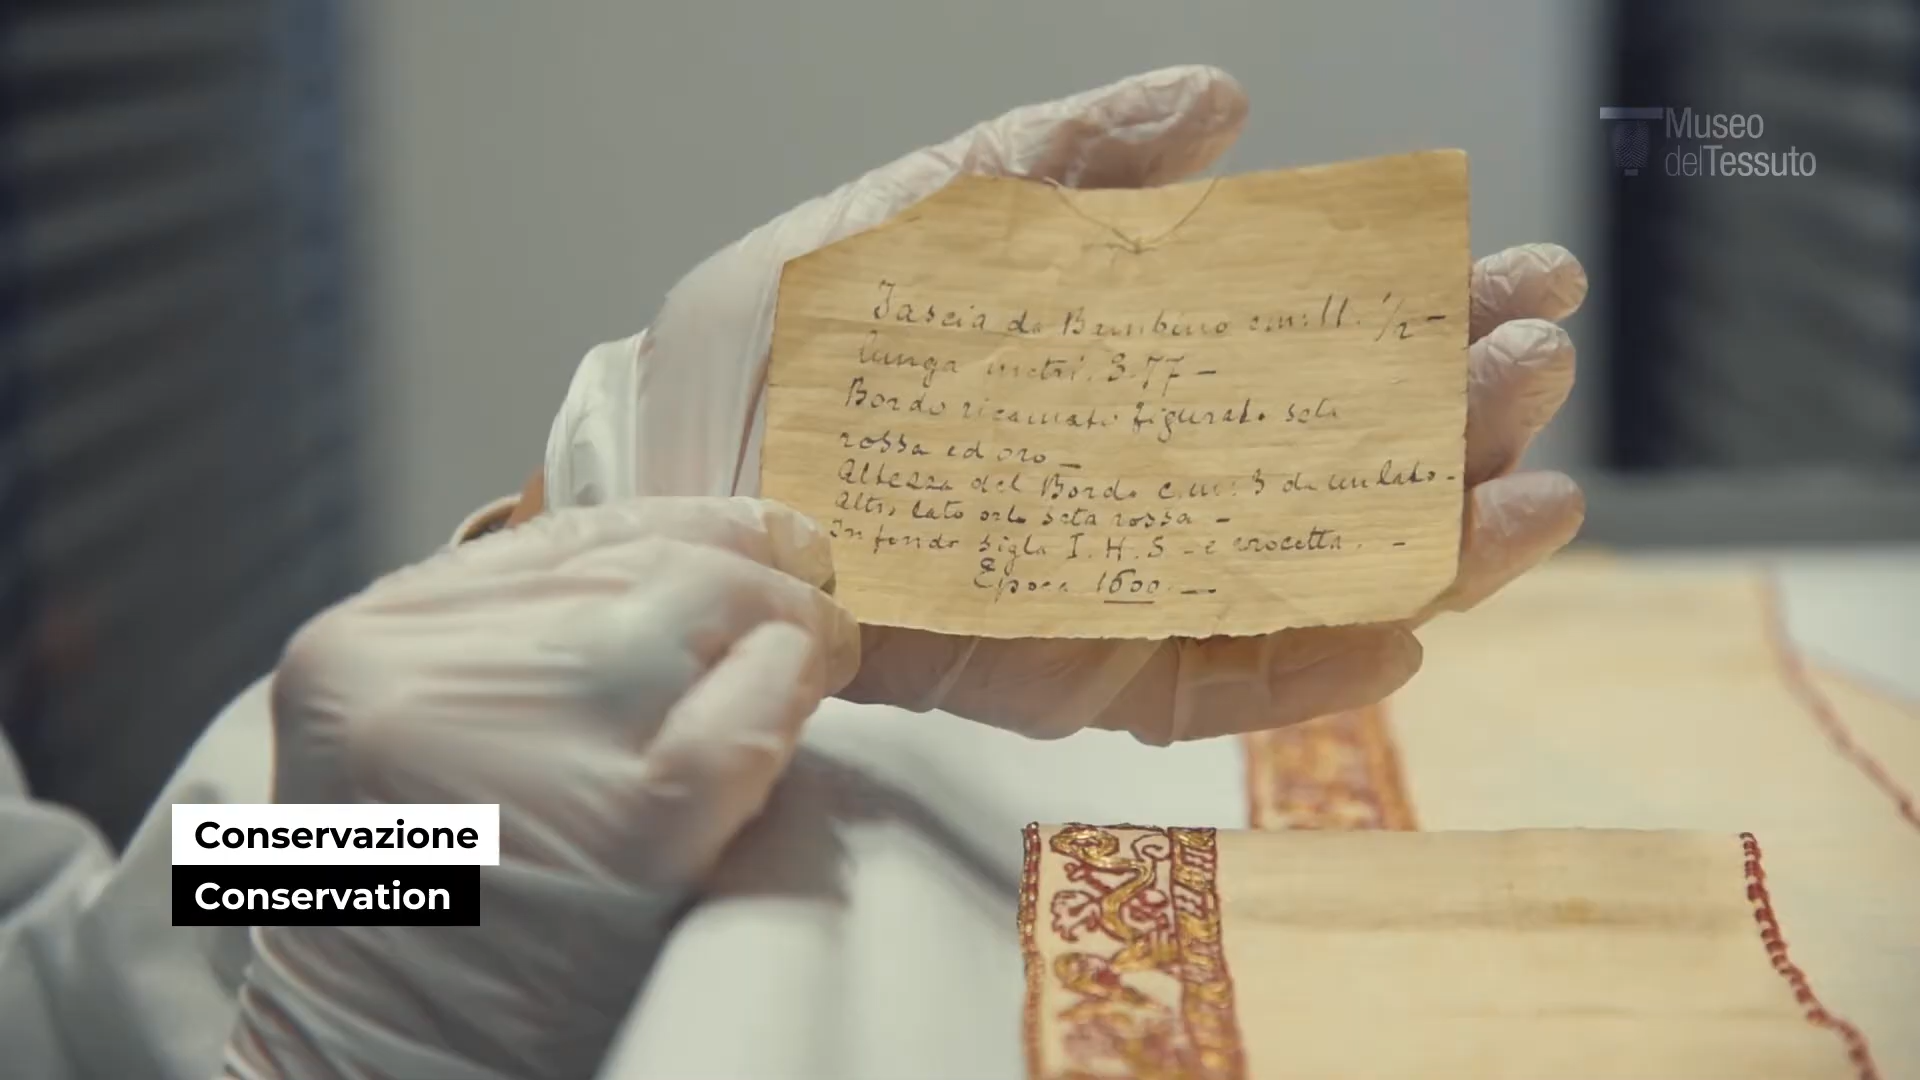 Museo
delTessuto
Fascia da Bambino cm: 11. 1/2 -
lunga metri. 3.77 -
Bordo ricamato figurato seta
rossa ed oro -
Altezza del Bordo c.m: 3 da un lato -
Altro lato orlo seta rossa -
In fondo sigla I.H.S - e crocetta. -
Epoca 1600. -
Conservazione
Conservation